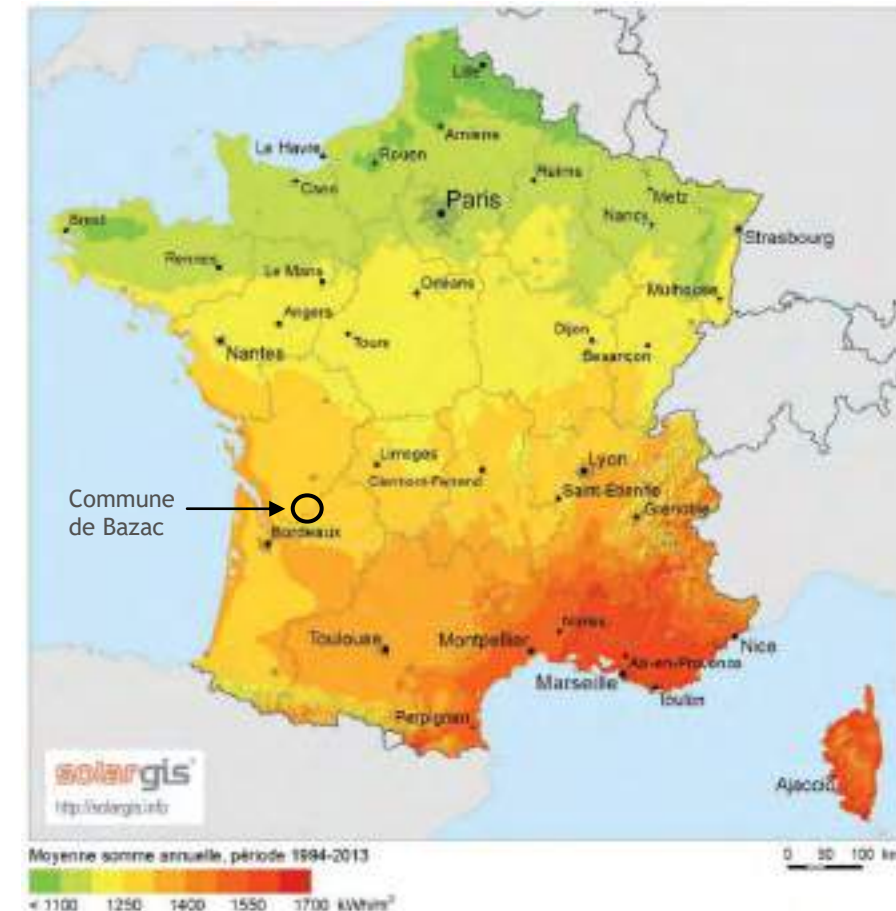 Lille
Amiens
Le Havre
Rouen
Caen
Reims
Metz
Paris
Nancy
Brest
Strasbourg
Rennes
Le Mans
Orléans
Mulhouse
Angers
Tours
Dijon
Besançon
Nantes
Limoges
Clermont-Ferrand
Lyon
Saint-Etienne
Grenoble
Commune
de Bazac
Bordeaux
Nimes
Toulouse
Montpellier
Nice
Aix-en-Provence
Marseille
Toulon
Perpignan
Ajaccio
solargis
http://solargis.info
Moyenne somme annuelle, période 1994-2013
0 50 100 km
< 1100 1250 1400 1550 1700 kWh/m²